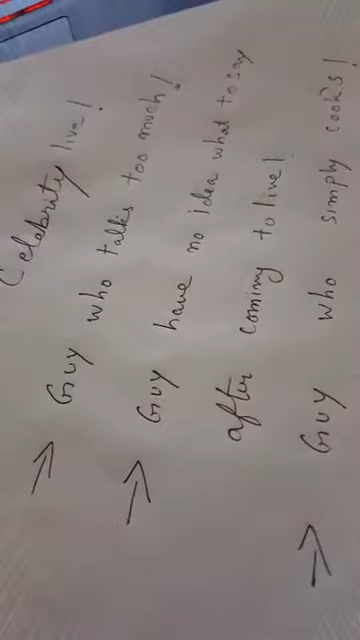 Celebrity live!
→ Guy who talks too much!
→ Guy have no idea what to say
after coming to live!
→ Guy who simply cooks!